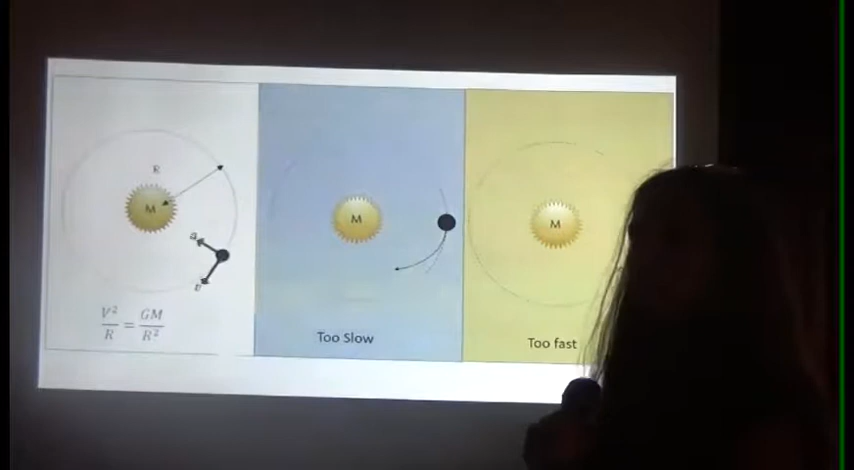 R
M
a
v
V²/R = GM/R²
M
Too Slow
M
Too fast